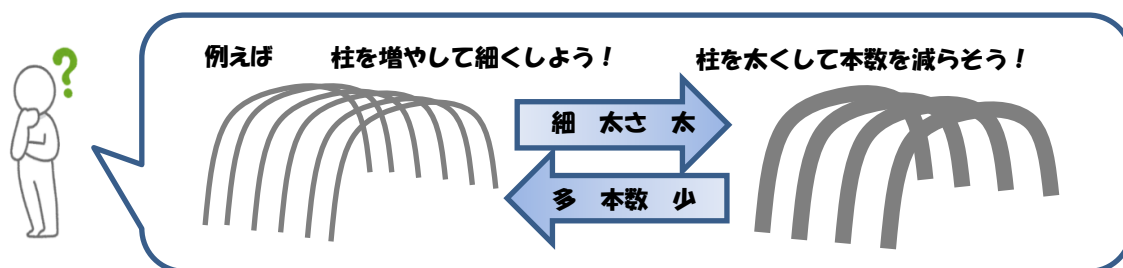 例えば　柱を増やして細くしよう！
柱を太くして本数を減らそう！
細　太さ　太
多　本数　少
?